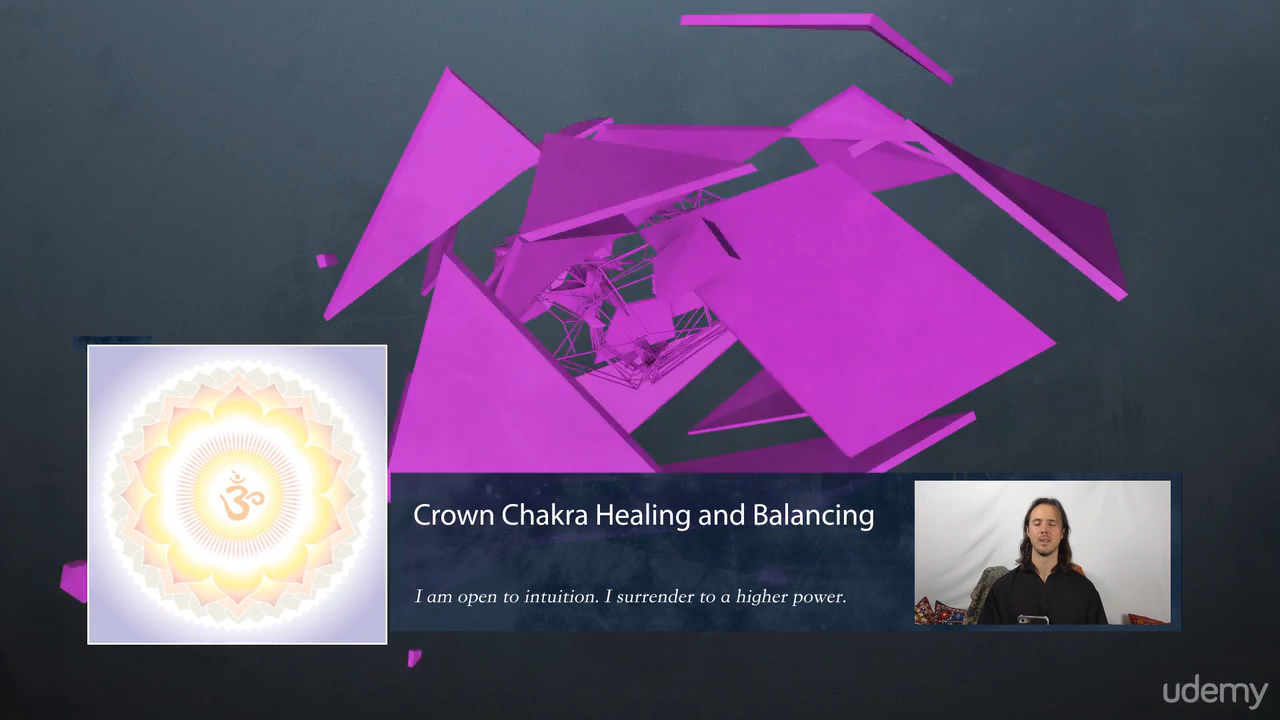 ॐ
Crown Chakra Healing and Balancing
I am open to intuition. I surrender to a higher power.
udemy